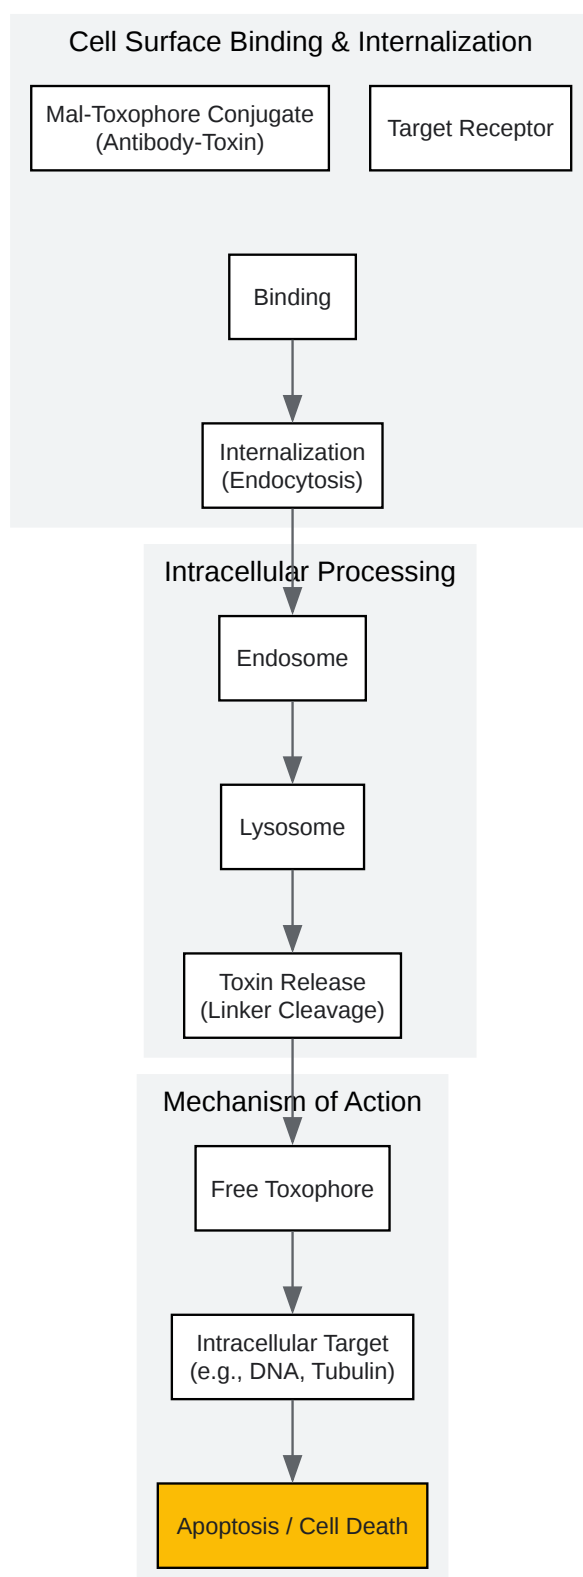 Cell Surface Binding & Internalization
Mal-Toxophore Conjugate
(Antibody-Toxin)
Target Receptor
Binding
Internalization
(Endocytosis)
Intracellular Processing
Endosome
Lysosome
Toxin Release
(Linker Cleavage)
Mechanism of Action
Free Toxophore
Intracellular Target
(e.g., DNA, Tubulin)
Apoptosis / Cell Death